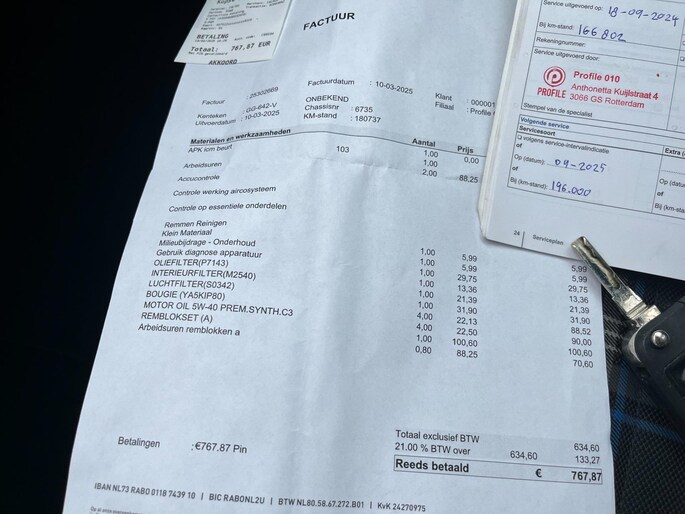 BETALING
Totaal: 767,87 EUR
AKKOORD
FACTUUR
Factuur : 25302669
Factuurdatum : 10-03-2025
Kenteken : GG-642-V
Uitvoerdatum : 10-03-2025
ONBEKEND
Chassisnr : 6735
KM-stand : 180737
Klant : 000001
Filiaal : Profile
Materialen en werkzaamheden Aantal Prijs
APK icm beurt 103 1,00 0,00
Arbeidsuren 1,00
Accucontrole 2,00 88,25
Controle werking aircosysteem
Controle op essentiele onderdelen
Remmen Reinigen
Klein Materiaal
Milieubijdrage - Onderhoud 1,00 5,99 5,99
Gebruik diagnose apparatuur 1,00 5,99 5,99
OLIEFILTER(P7143) 1,00 29,75 29,75
INTERIEURFILTER(M2540) 1,00 13,36 13,36
LUCHTFILTER(S0342) 1,00 21,39 21,39
BOUGIE (YA5KIP80) 1,00 31,90 31,90
MOTOR OIL 5W-40 PREM.SYNTH.C3 4,00 22,13 88,52
REMBLOKSET (A) 4,00 22,50 90,00
Arbeidsuren remblokken a 1,00 100,60 100,60
0,80 88,25 70,60
Betalingen :€767.87 Pin
Totaal exclusief BTW 634,60
21.00 % BTW over 634,60 133,27
Reeds betaald € 767,87
IBAN NL73 RABO 0118 7439 10 | BIC RABONL2U | BTW NL80.58.67.272.B01 | KvK 24270975
Service uitgevoerd op: 18-09-2024
Bij km-stand: 166802
Rekeningnummer:
Service uitgevoerd door:
PROFILE
Profile 010
Anthonetta Kuijlstraat 4
3066 GS Rotterdam
Stempel van de specialist
Volgende service
Servicesoort Extra
volgens service-intervalindicatie
of
Op (datum): 09-2025
of
Bij (km-stand): 196.000
Op (datum)
of
Bij (km-stand)
24 Serviceplan